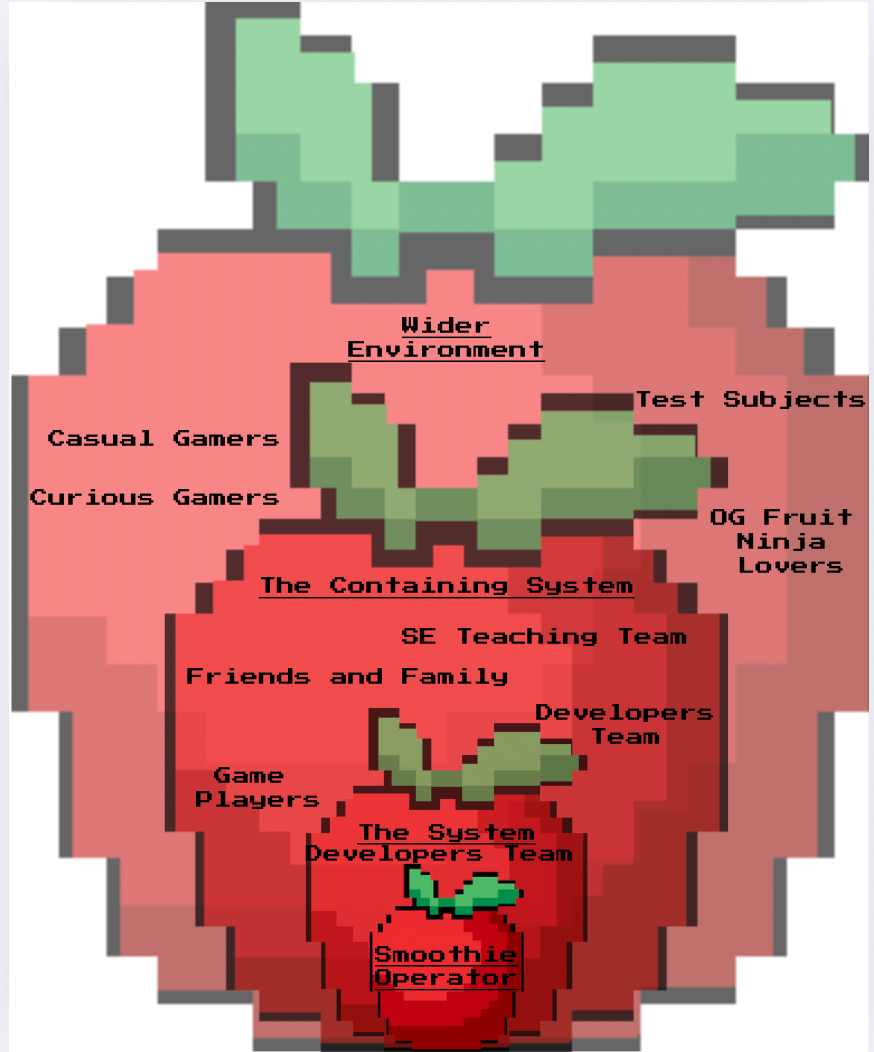 Wider
Environment
Test Subjects
Casual Gamers
Curious Gamers
OG Fruit
Ninja
Lovers
The Containing System
SE Teaching Team
Friends and Family
Developers
Team
Game
Players
The System
Developers Team
Smoothie
Operator